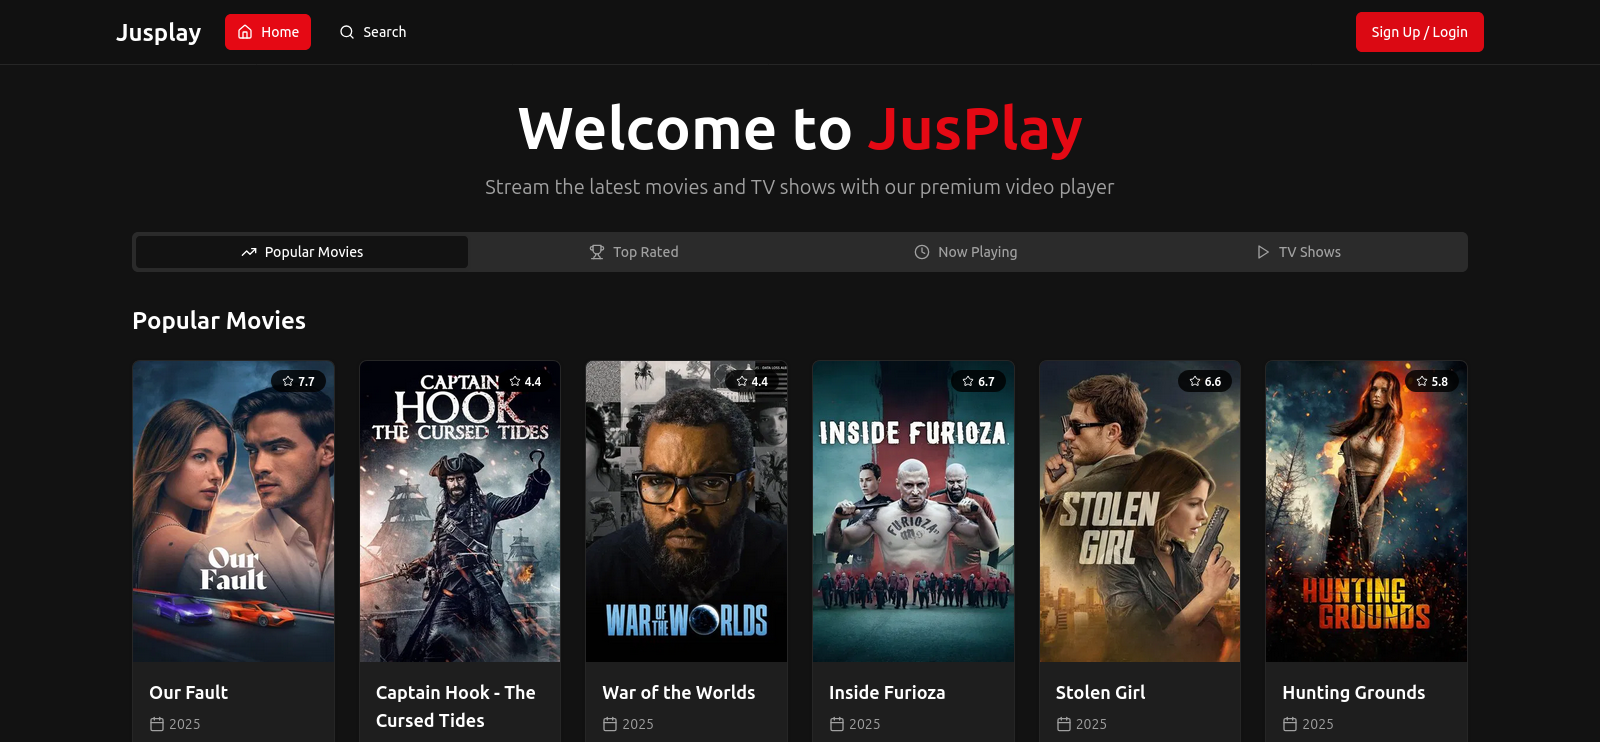 Jusplay
Home
Search
Sign Up / Login
Welcome to JusPlay
Stream the latest movies and TV shows with our premium video player
Popular Movies
Top Rated
Now Playing
TV Shows
Popular Movies
7.7
Our
Fault
4.4
CAPTAIN
HOOK
THE CURSED TIDES
4.4
WAR OF THE WORLDS
6.7
INSIDE FURIOZA
FURIOZA
6.6
STOLEN
GIRL
5.8
HUNTING
GROUNDS
Our Fault
2025
Captain Hook - The
Cursed Tides
War of the Worlds
2025
Inside Furioza
2025
Stolen Girl
2025
Hunting Grounds
2025